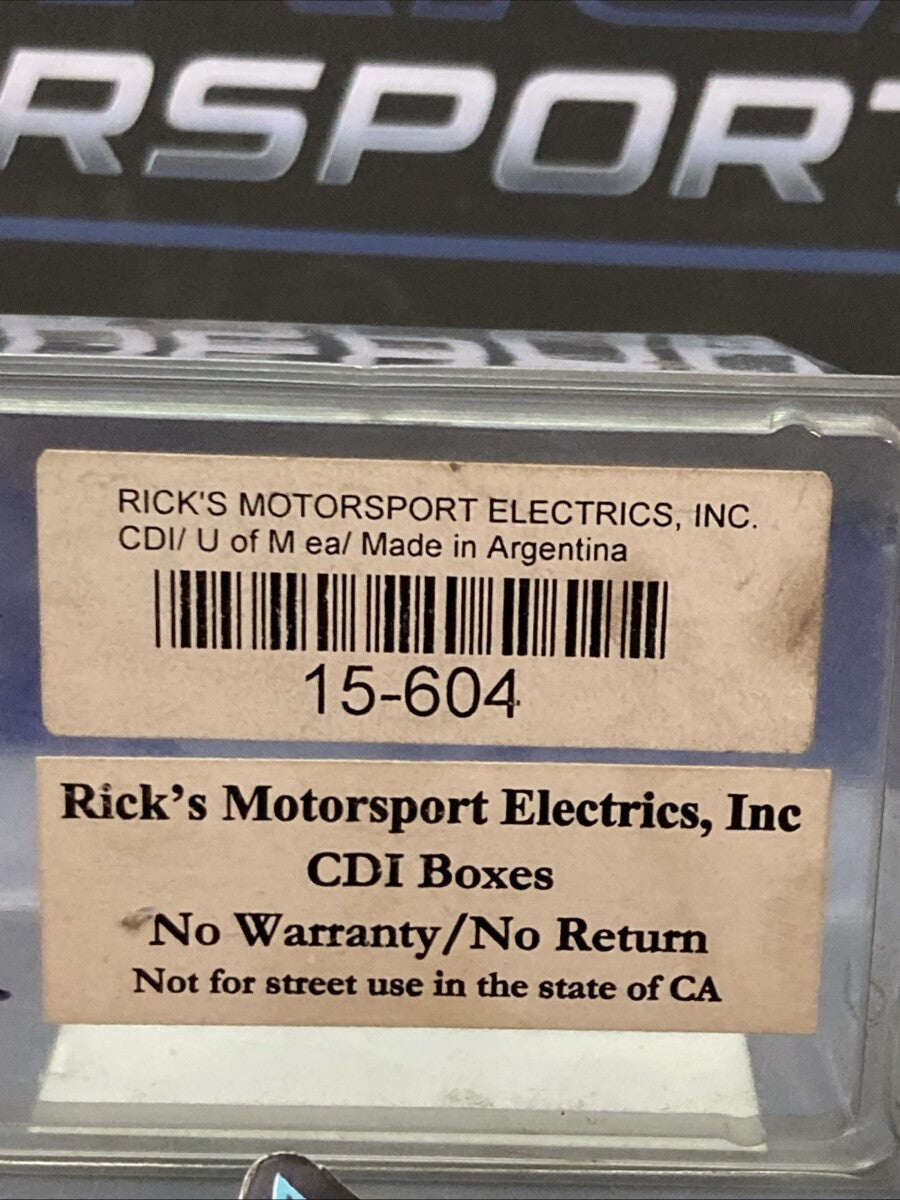 RSPORT
RICK'S MOTORSPORT ELECTRICS, INC.
CDI/ U of M ea/ Made in Argentina
15-604
Rick's Motorsport Electrics, Inc
CDI Boxes
No Warranty/No Return
Not for street use in the state of CA